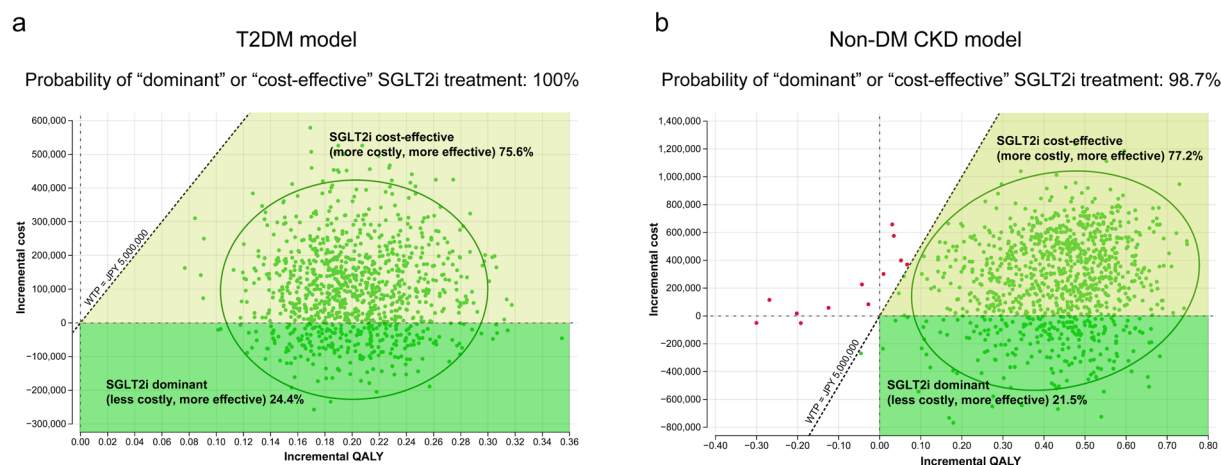 a
T2DM model
Probability of “dominant” or “cost-effective” SGLT2i treatment: 100%
600,000
500,000
400,000
300,000
200,000
100,000
0
−100,000
−200,000
−300,000
Incremental cost
SGLT2i cost-effective
(more costly, more effective) 75.6%
WTP = JPY 5,000,000
SGLT2i dominant
(less costly, more effective) 24.4%
0.00 0.02 0.04 0.06 0.08 0.10 0.12 0.14 0.16 0.18 0.20 0.22 0.24 0.26 0.28 0.30 0.32 0.34 0.36
Incremental QALY
b
Non-DM CKD model
Probability of “dominant” or “cost-effective” SGLT2i treatment: 98.7%
1,400,000
1,200,000
1,000,000
800,000
600,000
400,000
200,000
0
−200,000
−400,000
−600,000
−800,000
Incremental cost
SGLT2i cost-effective
(more costly, more effective) 77.2%
WTP = JPY 5,000,000
SGLT2i dominant
(less costly, more effective) 21.5%
−0.40 −0.30 −0.20 −0.10 0.00 0.10 0.20 0.30 0.40 0.50 0.60 0.70 0.80
Incremental QALY